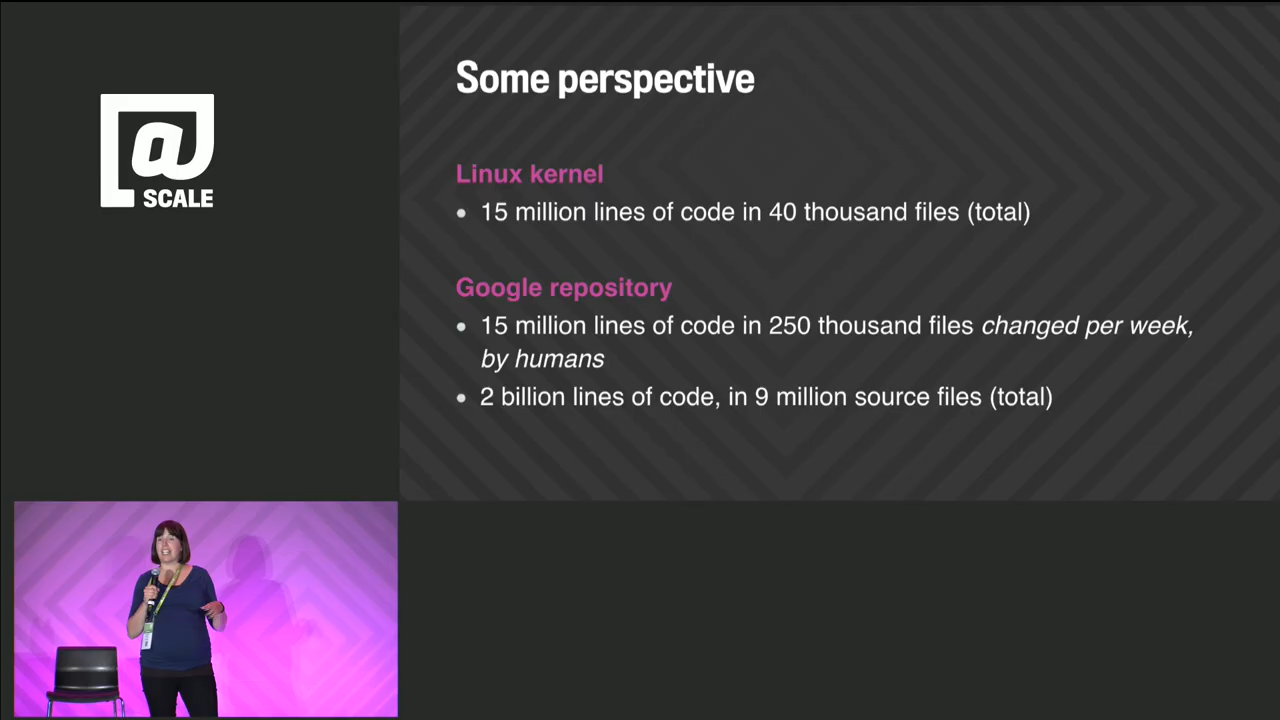 @
SCALE
Some perspective
Linux kernel
• 15 million lines of code in 40 thousand files (total)
Google repository
• 15 million lines of code in 250 thousand files changed per week,
by humans
• 2 billion lines of code, in 9 million source files (total)